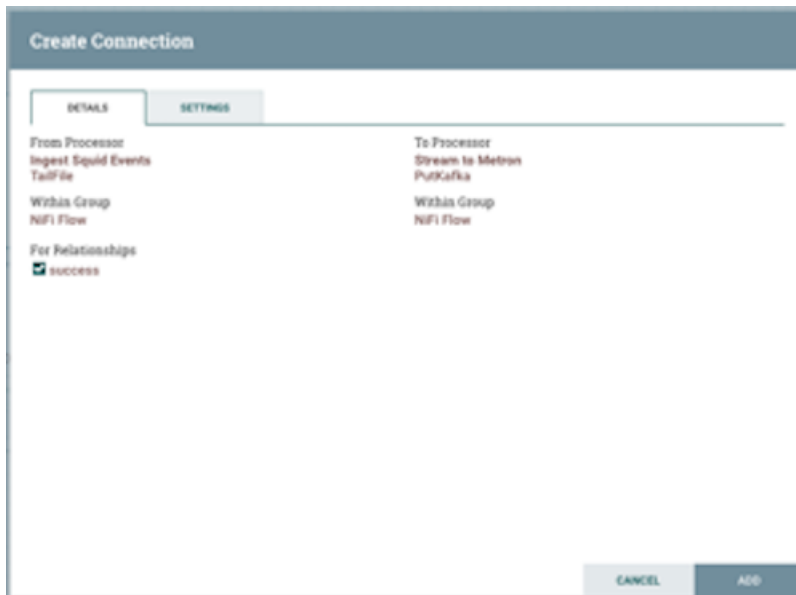 Create Connection
DETAILS
SETTINGS
From Processor
Ingest Squid Events
TailFile
Within Group
NiFi Flow
For Relationships
success
To Processor
Stream to Metron
PutKafka
Within Group
NiFi Flow
CANCEL
ADD